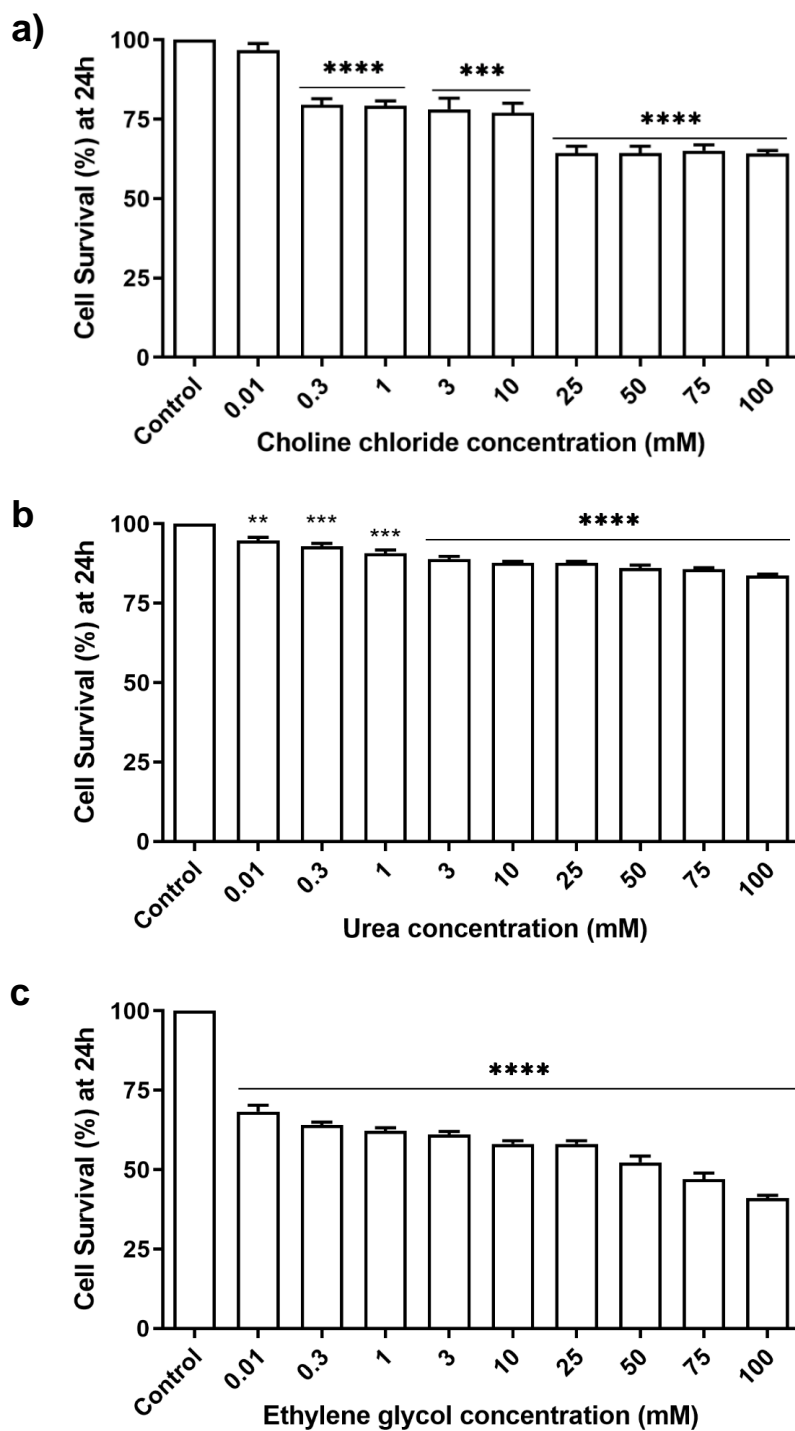 a)
100
75
50
25
0
Cell Survival (%) at 24h
**** *** ****
Control 0.01 0.3 1 3 10 25 50 75 100
Choline chloride concentration (mM)
b
100
75
50
25
0
Cell Survival (%) at 24h
** *** *** ****
Control 0.01 0.3 1 3 10 25 50 75 100
Urea concentration (mM)
c
100
75
50
25
0
Cell Survival (%) at 24h
****
Control 0.01 0.3 1 3 10 25 50 75 100
Ethylene glycol concentration (mM)